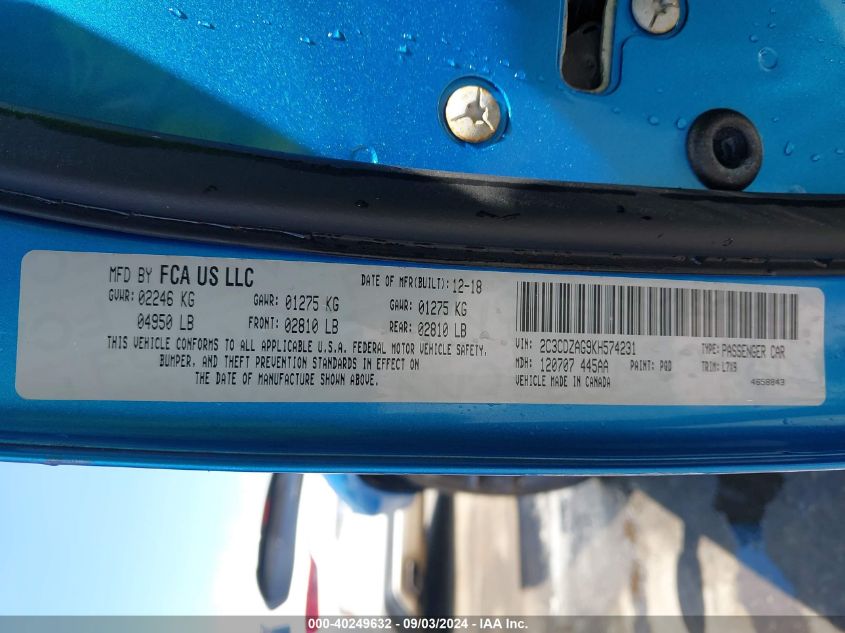 MFD BY FCA US LLC
DATE OF MFR(BUILT): 12-18
GVWR: 02246 KG GAWR: 01275 KG GAWR: 01275 KG
04950 LB FRONT: 02810 LB REAR: 02810 LB
THIS VEHICLE CONFORMS TO ALL APPLICABLE U.S.A. FEDERAL MOTOR VEHICLE SAFETY,
BUMPER, AND THEFT PREVENTION STANDARDS IN EFFECT ON
THE DATE OF MANUFACTURE SHOWN ABOVE.
VIN: 2C3CDZAG9KH574231 TYPE: PASSENGER CAR
MDH: 120707 445AA PAINT: PQD TRIM: L7X9
VEHICLE MADE IN CANADA 4658843
000-40249632 - 09/03/2024 - IAA Inc.